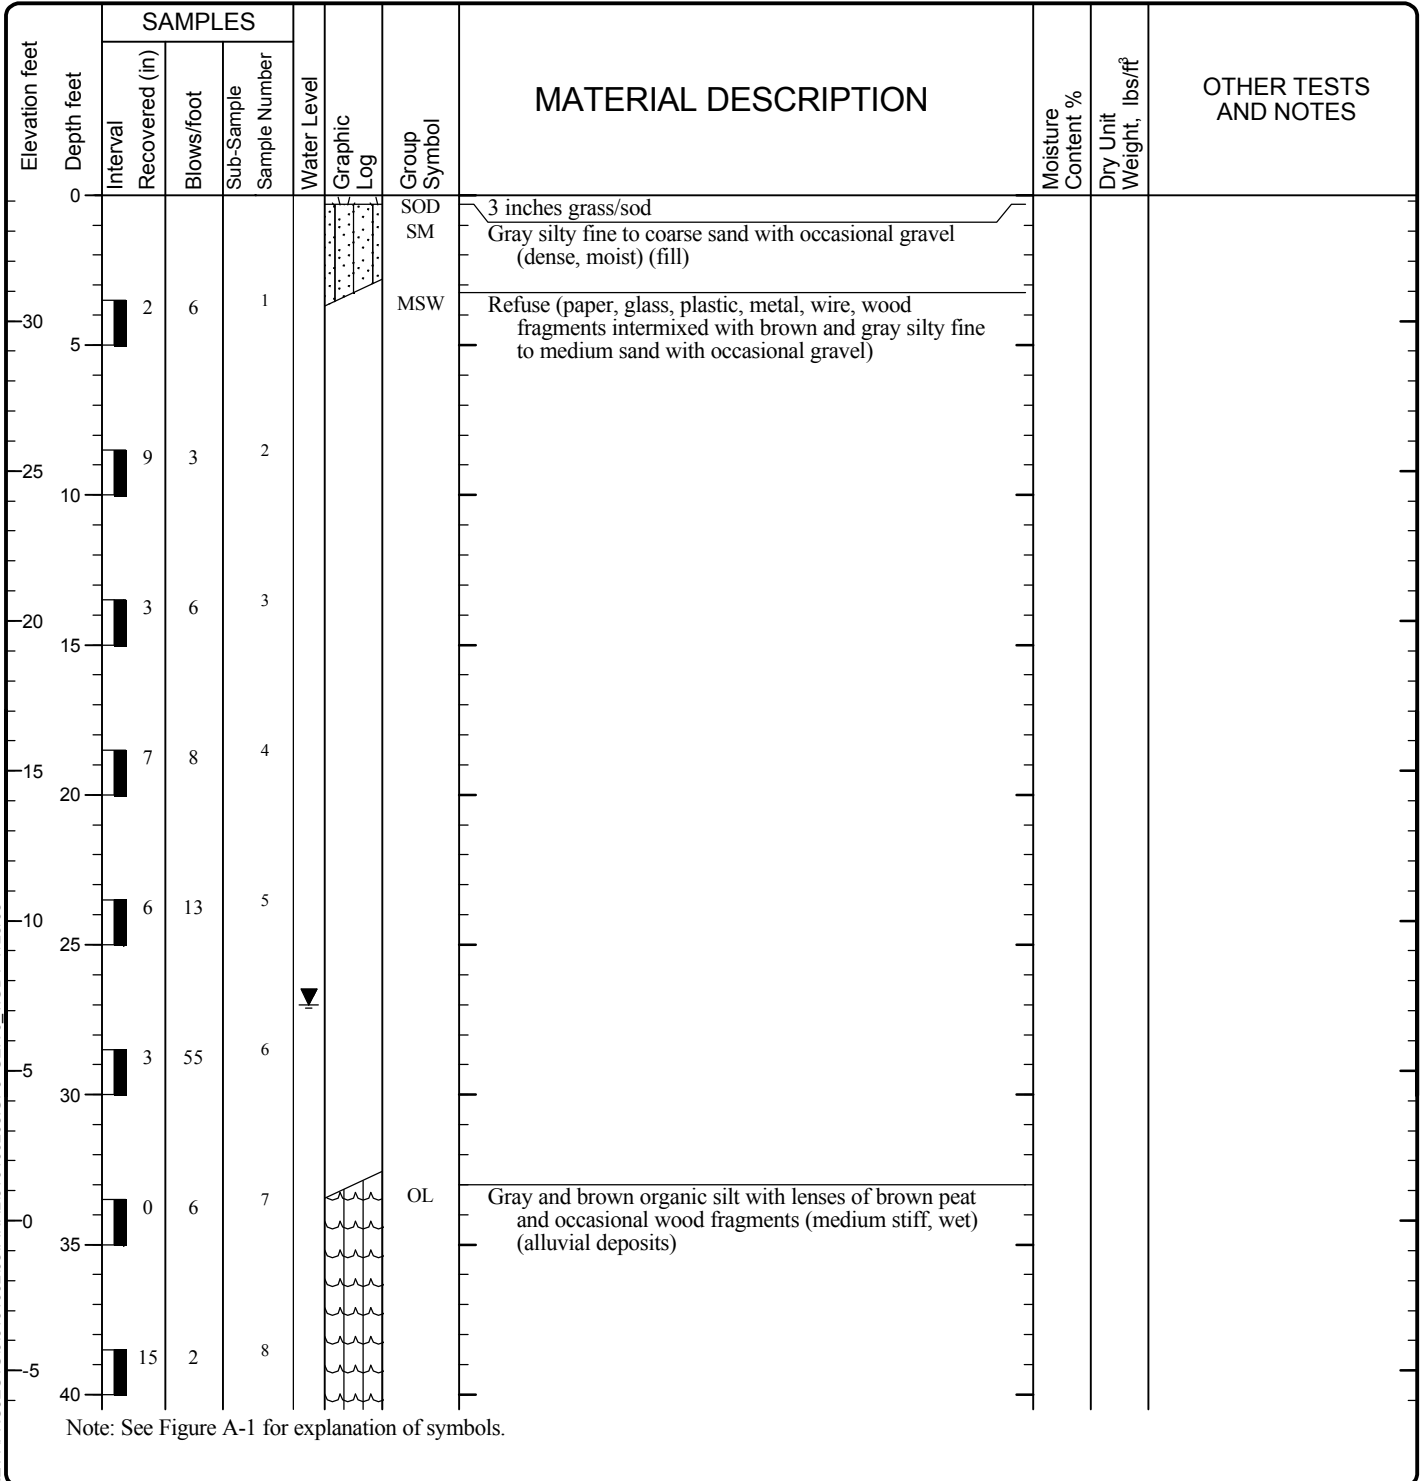 SAMPLES
Elevation feet
Depth feet
Interval
Recovered (in)
Blows/foot
Sub-Sample
Sample Number
Water Level
Graphic
Log
Group
Symbol
MATERIAL DESCRIPTION
Moisture
Content %
Dry Unit
Weight, lbs/ft³
OTHER TESTS
AND NOTES
0
SOD 3 inches grass/sod
SM Gray silty fine to coarse sand with occasional gravel
(dense, moist) (fill)
2 6 1 MSW Refuse (paper, glass, plastic, metal, wire, wood
30 fragments intermixed with brown and gray silty fine
5 to medium sand with occasional gravel)
9 3 2
25
10
3 6 3
20
15
7 8 4
15
20
6 13 5
10
25
3 55 6
5
30
0 6 7 OL Gray and brown organic silt with lenses of brown peat
0 and occasional wood fragments (medium stiff, wet)
35 (alluvial deposits)
15 2 8
-5
40
Note: See Figure A-1 for explanation of symbols.